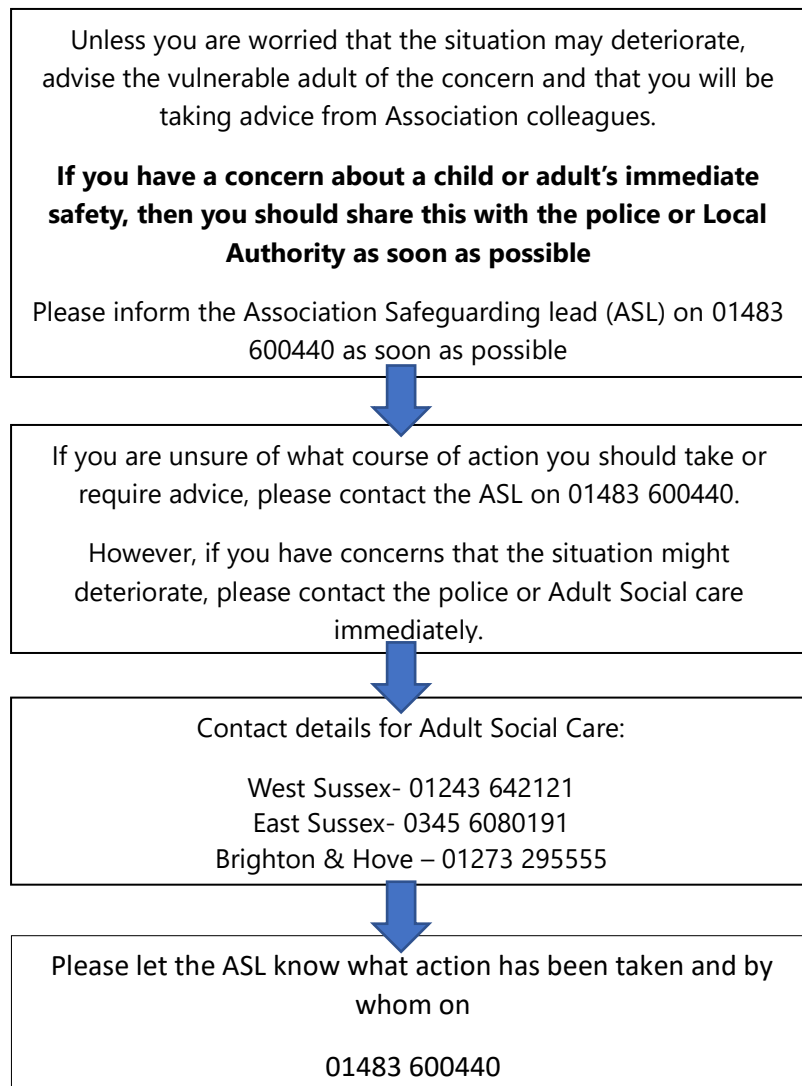 Unless you are worried that the situation may deteriorate,
advise the vulnerable adult of the concern and that you will be
taking advice from Association colleagues.
If you have a concern about a child or adult’s immediate
safety, then you should share this with the police or Local
Authority as soon as possible
Please inform the Association Safeguarding lead (ASL) on 01483
600440 as soon as possible
If you are unsure of what course of action you should take or
require advice, please contact the ASL on 01483 600440.
However, if you have concerns that the situation might
deteriorate, please contact the police or Adult Social care
immediately.
Contact details for Adult Social Care:
West Sussex- 01243 642121
East Sussex- 0345 6080191
Brighton & Hove – 01273 295555
Please let the ASL know what action has been taken and by
whom on
01483 600440